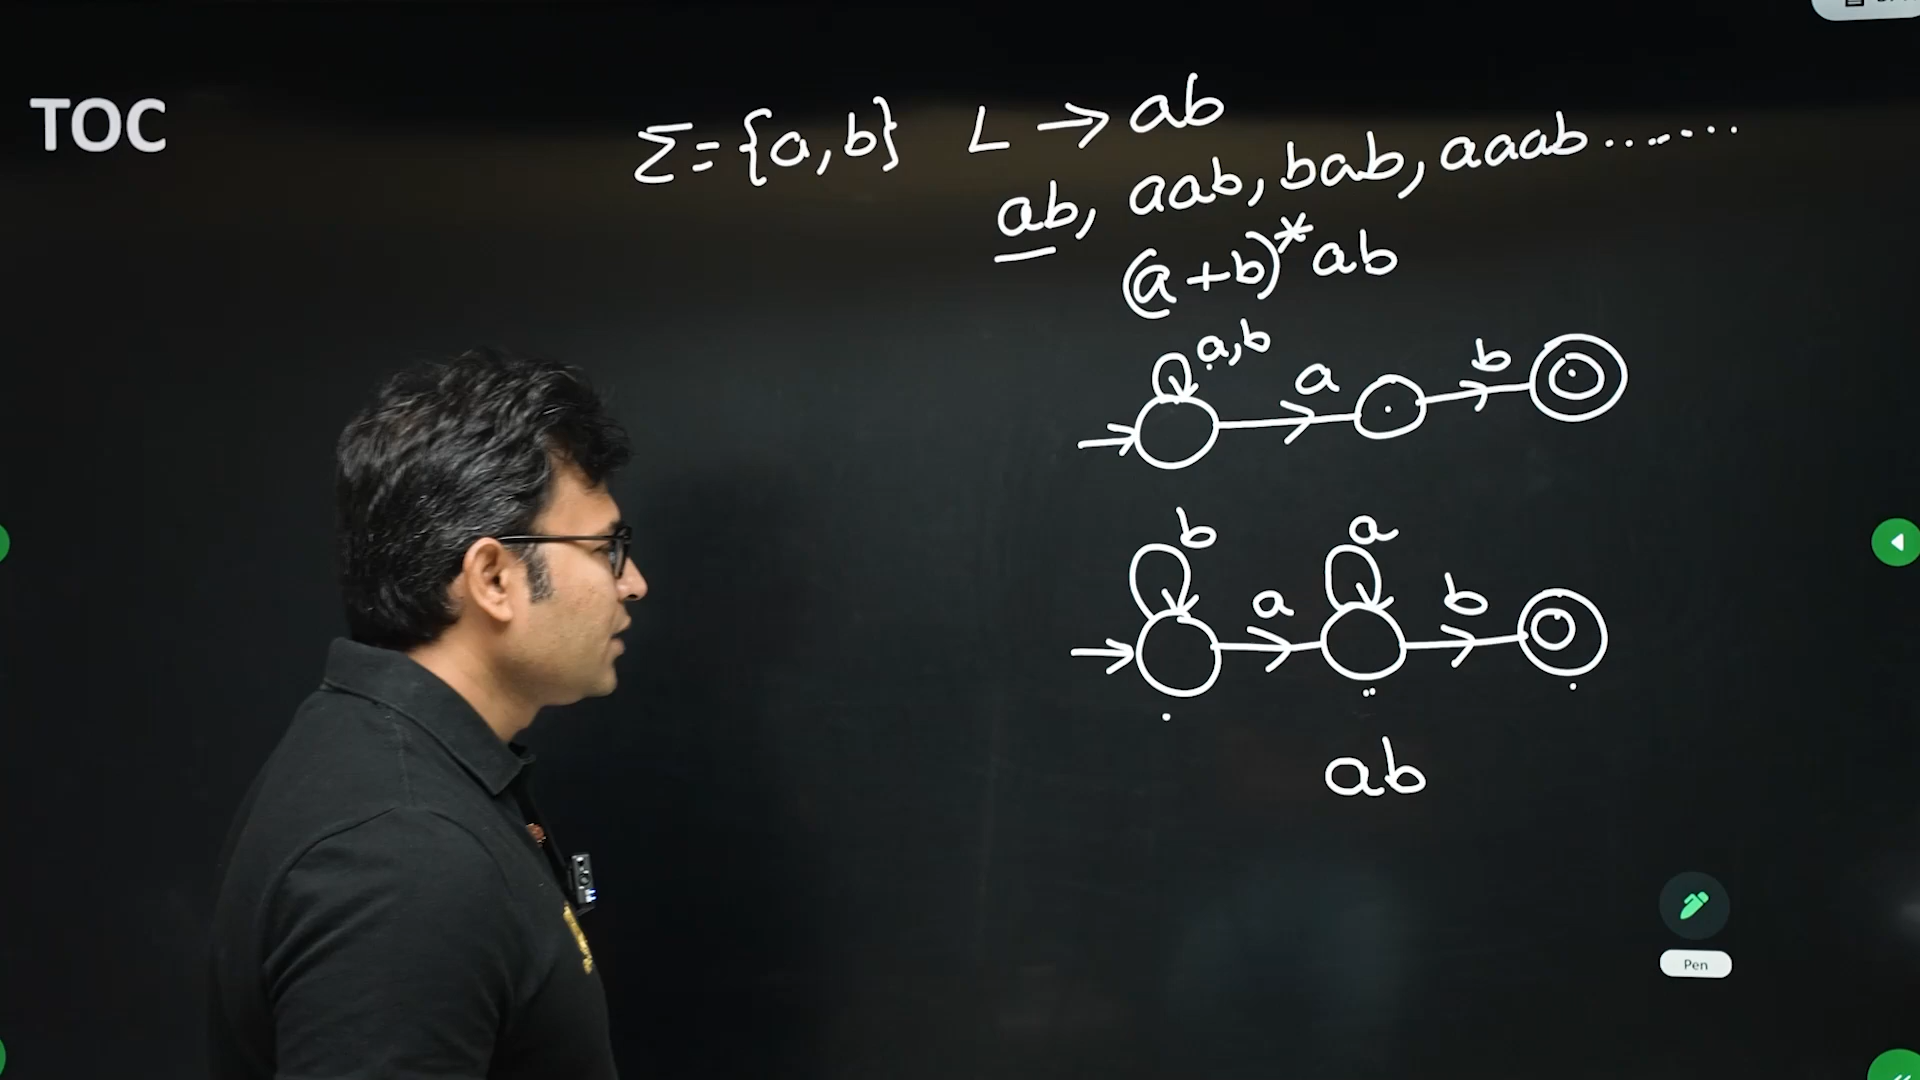 TOC
Σ={a,b} L → ab
ab, aab, bab, aaab.......
(a+b)*ab
a,b a b
b a a b
ab
Pen